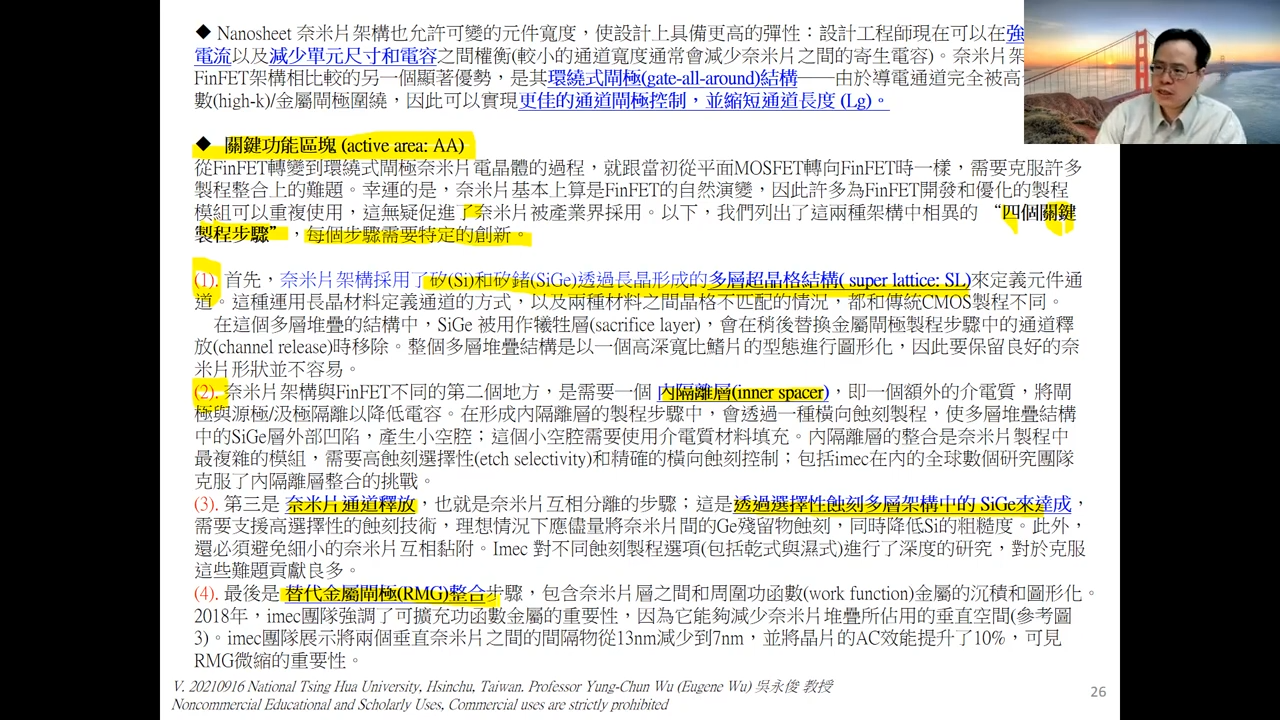 ◆ Nanosheet 奈米片架構也允許可變的元件寬度，使設計上具備更高的彈性：設計工程師現在可以在強
電流以及減少單元尺寸和電容之間權衡(較小的通道寬度通常會減少奈米片之間的寄生電容)。奈米片架
FinFET架構相比較的另一個顯著優勢，是其環繞式閘極(gate-all-around)結構──由於導電通道完全被高
數(high-k)/金屬閘極圍繞，因此可以實現更佳的通道閘極控制，並縮短通道長度 (Lg)。
◆ 關鍵功能區塊 (active area: AA)
從FinFET轉變到環繞式閘極奈米片電晶體的過程，就跟當初從平面MOSFET轉向FinFET時一樣，需要克服許多
製程整合上的難題。幸運的是，奈米片基本上算是FinFET的自然演變，因此許多為FinFET開發和優化的製程
模組可以重複使用，這無疑促進了奈米片被產業界採用。以下，我們列出了這兩種架構中相異的 “四個關鍵
製程步驟”，每個步驟需要特定的創新。
(1). 首先，奈米片架構採用了矽(Si)和矽鍺(SiGe)透過長晶形成的多層超晶格結構( super lattice: SL)來定義元件通
道。這種運用長晶材料定義通道的方式，以及兩種材料之間晶格不匹配的情況，都和傳統CMOS製程不同。
在這個多層堆疊的結構中，SiGe 被用作犧牲層(sacrifice layer)，會在稍後替換金屬閘極製程步驟中的通道釋
放(channel release)時移除。整個多層堆疊結構是以一個高深寬比鰭片的型態進行圖形化，因此要保留良好的奈
米片形狀並不容易。
(2). 奈米片架構與FinFET不同的第二個地方，是需要一個 內隔離層(inner spacer)，即一個額外的介電質，將閘
極與源極/汲極隔離以降低電容。在形成內隔離層的製程步驟中，會透過一種橫向蝕刻製程，使多層堆疊結構
中的SiGe層外部凹陷，產生小空腔；這個小空腔需要使用介電質材料填充。內隔離層的整合是奈米片製程中
最複雜的模組，需要高蝕刻選擇性(etch selectivity)和精確的橫向蝕刻控制；包括imec在內的全球數個研究團隊
克服了內隔離層整合的挑戰。
(3). 第三是 奈米片通道釋放，也就是奈米片互相分離的步驟；這是透過選擇性蝕刻多層架構中的 SiGe來達成，
需要支援高選擇性的蝕刻技術，理想情況下應儘量將奈米片間的Ge殘留物蝕刻，同時降低Si的粗糙度。此外，
還必須避免細小的奈米片互相黏附。Imec 對不同蝕刻製程選項(包括乾式與濕式)進行了深度的研究，對於克服
這些難題貢獻良多。
(4). 最後是 替代金屬閘極(RMG)整合步驟，包含奈米片層之間和周圍功函數(work function)金屬的沉積和圖形化。
2018年，imec團隊強調了可擴充功函數金屬的重要性，因為它能夠減少奈米片堆疊所佔用的垂直空間(參考圖
3)。imec團隊展示將兩個垂直奈米片之間的間隔物從13nm減少到7nm，並將晶片的AC效能提升了10%，可見
RMG微縮的重要性。
V. 20210916 National Tsing Hua University, Hsinchu, Taiwan. Professor Yung-Chun Wu (Eugene Wu) 吳永俊 教授
Noncommercial Educational and Scholarly Uses, Commercial uses are strictly prohibited
26